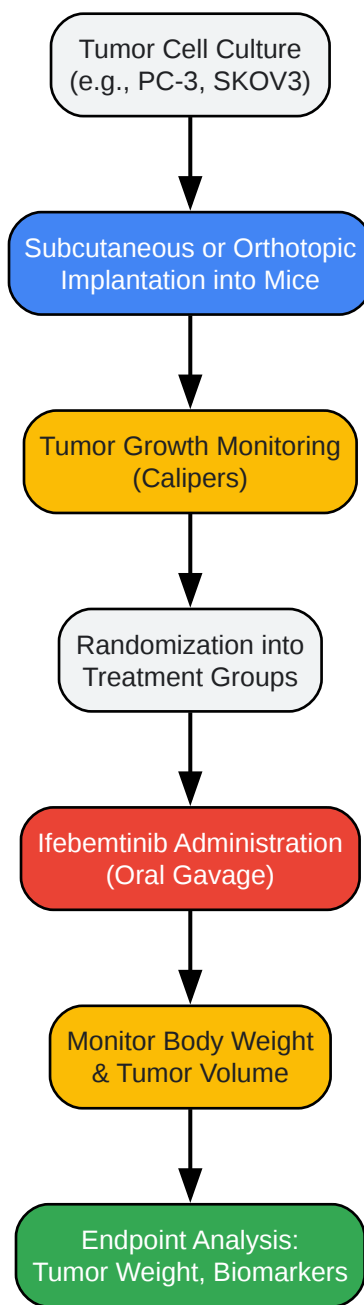 Tumor Cell Culture
(e.g., PC-3, SKOV3)
Subcutaneous or Orthotopic
Implantation into Mice
Tumor Growth Monitoring
(Calipers)
Randomization into
Treatment Groups
Ifebemtinib Administration
(Oral Gavage)
Monitor Body Weight
& Tumor Volume
Endpoint Analysis:
Tumor Weight, Biomarkers